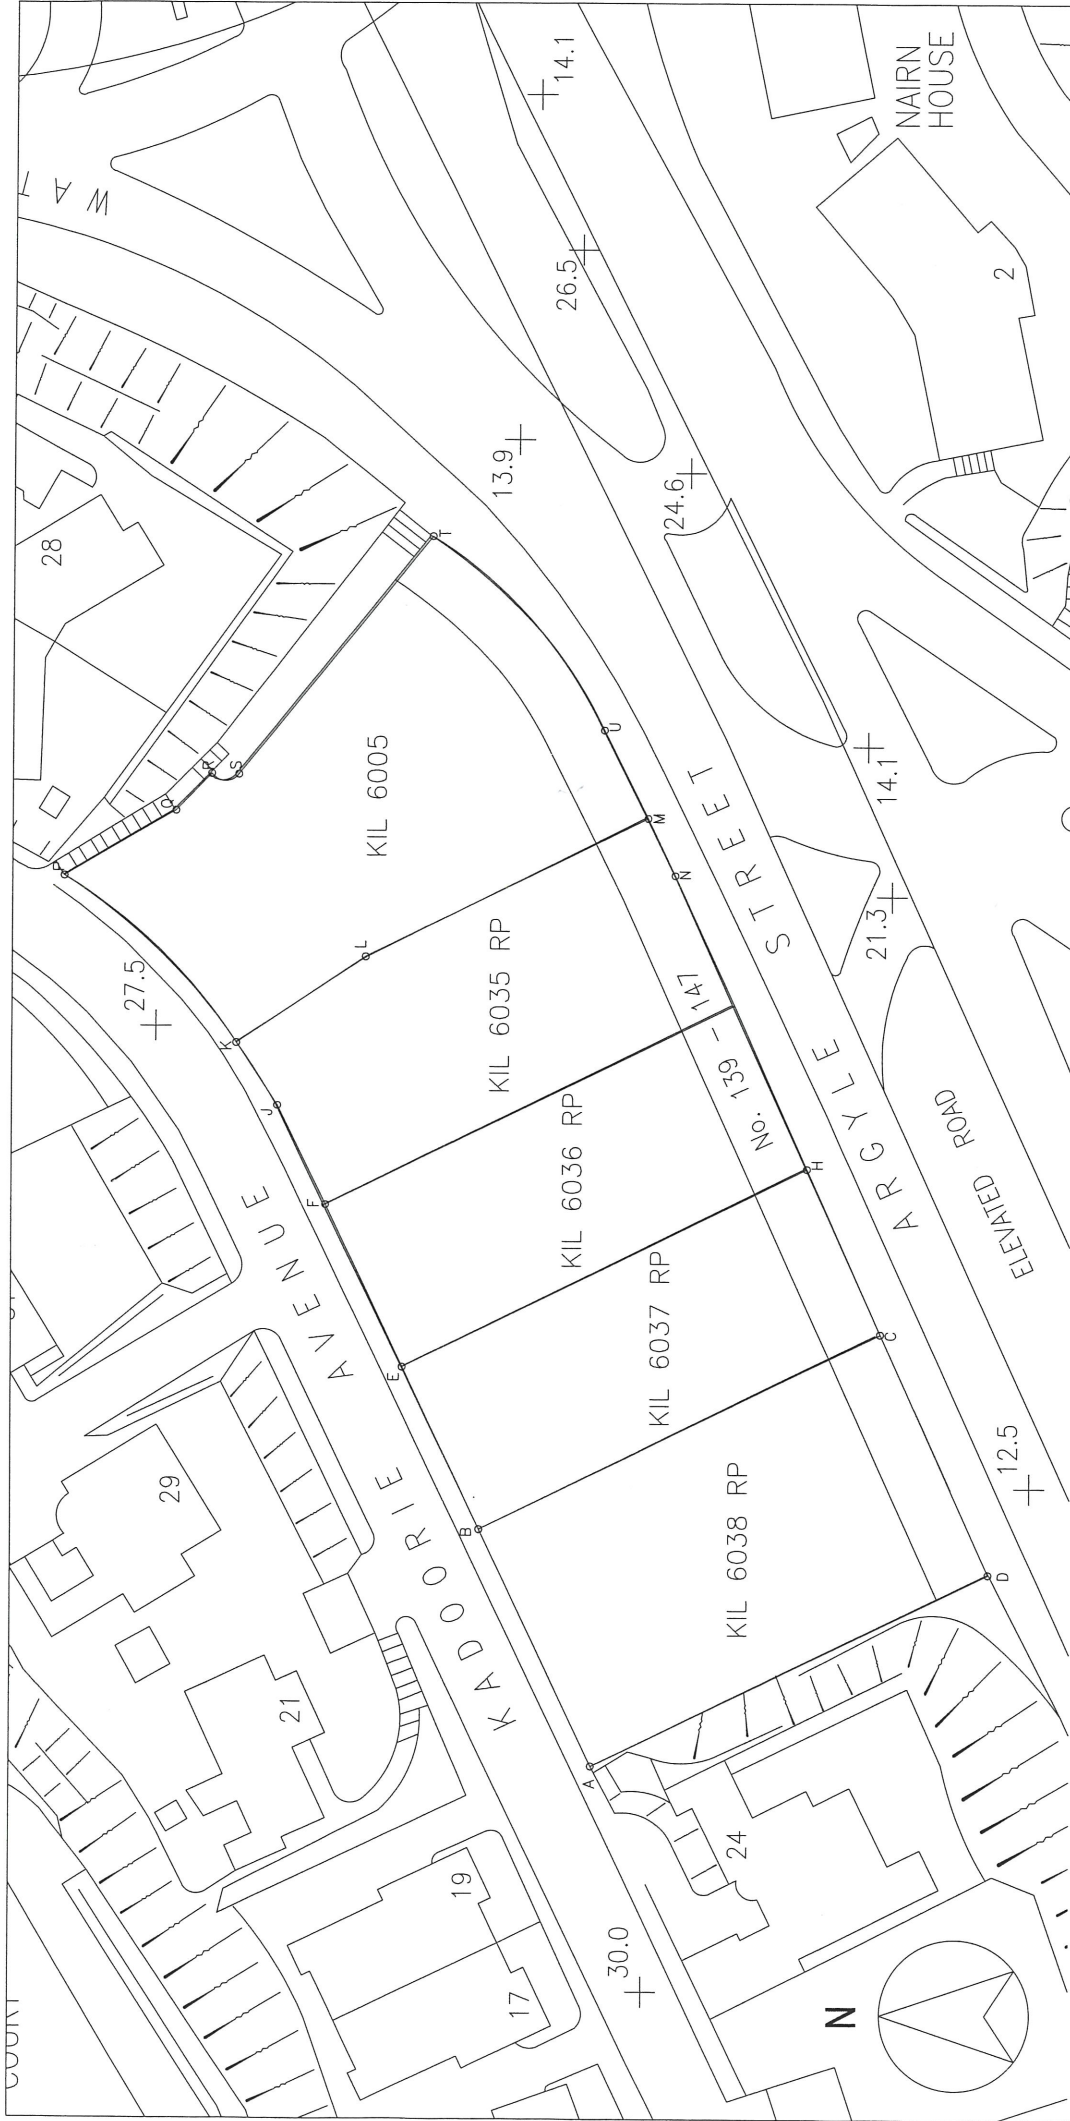 COURT
17
19
21
29
28
30.0
27.5
KADOORIE AVENUE
24
A
B
E
F
J
K
P
Q
R
S
T
U
M
N
L
H
C
D
KIL 6038 RP
KIL 6037 RP
KIL 6036 RP
KIL 6035 RP
KIL 6005
No. 139 – 147
ARGYLE STREET
ELEVATED ROAD
12.5
21.3
14.1
24.6
13.9
26.5
14.1
2
NAIRN
HOUSE
N